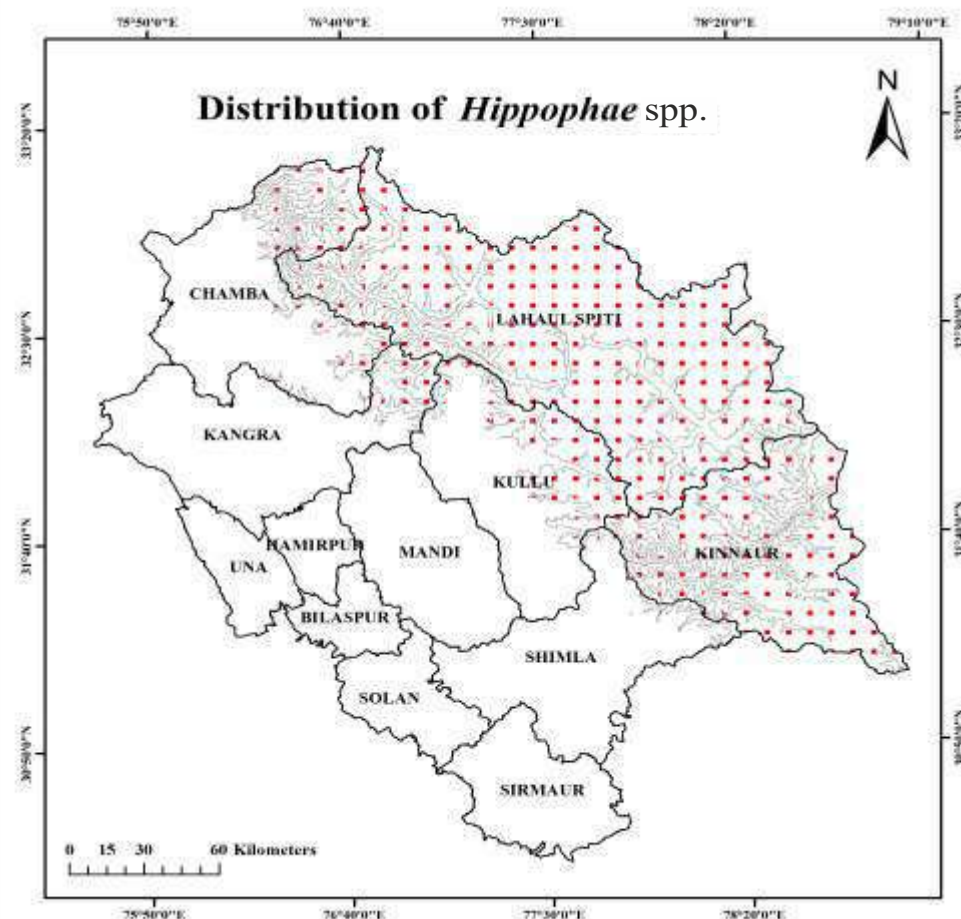 75°50'0"E 76°40'0"E 77°30'0"E 78°20'0"E 79°10'0"E
Distribution of Hippophae spp.
N
CHAMBA
LAHAUL SPITI
KANGRA
KULLU
HAMIRPUR
MANDI
UNA
KINNAUR
BILASPUR
SHIMLA
SOLAN
SIRMAUR
0 15 30 60 Kilometers
75°50'0"E 76°40'0"E 77°30'0"E 78°20'0"E